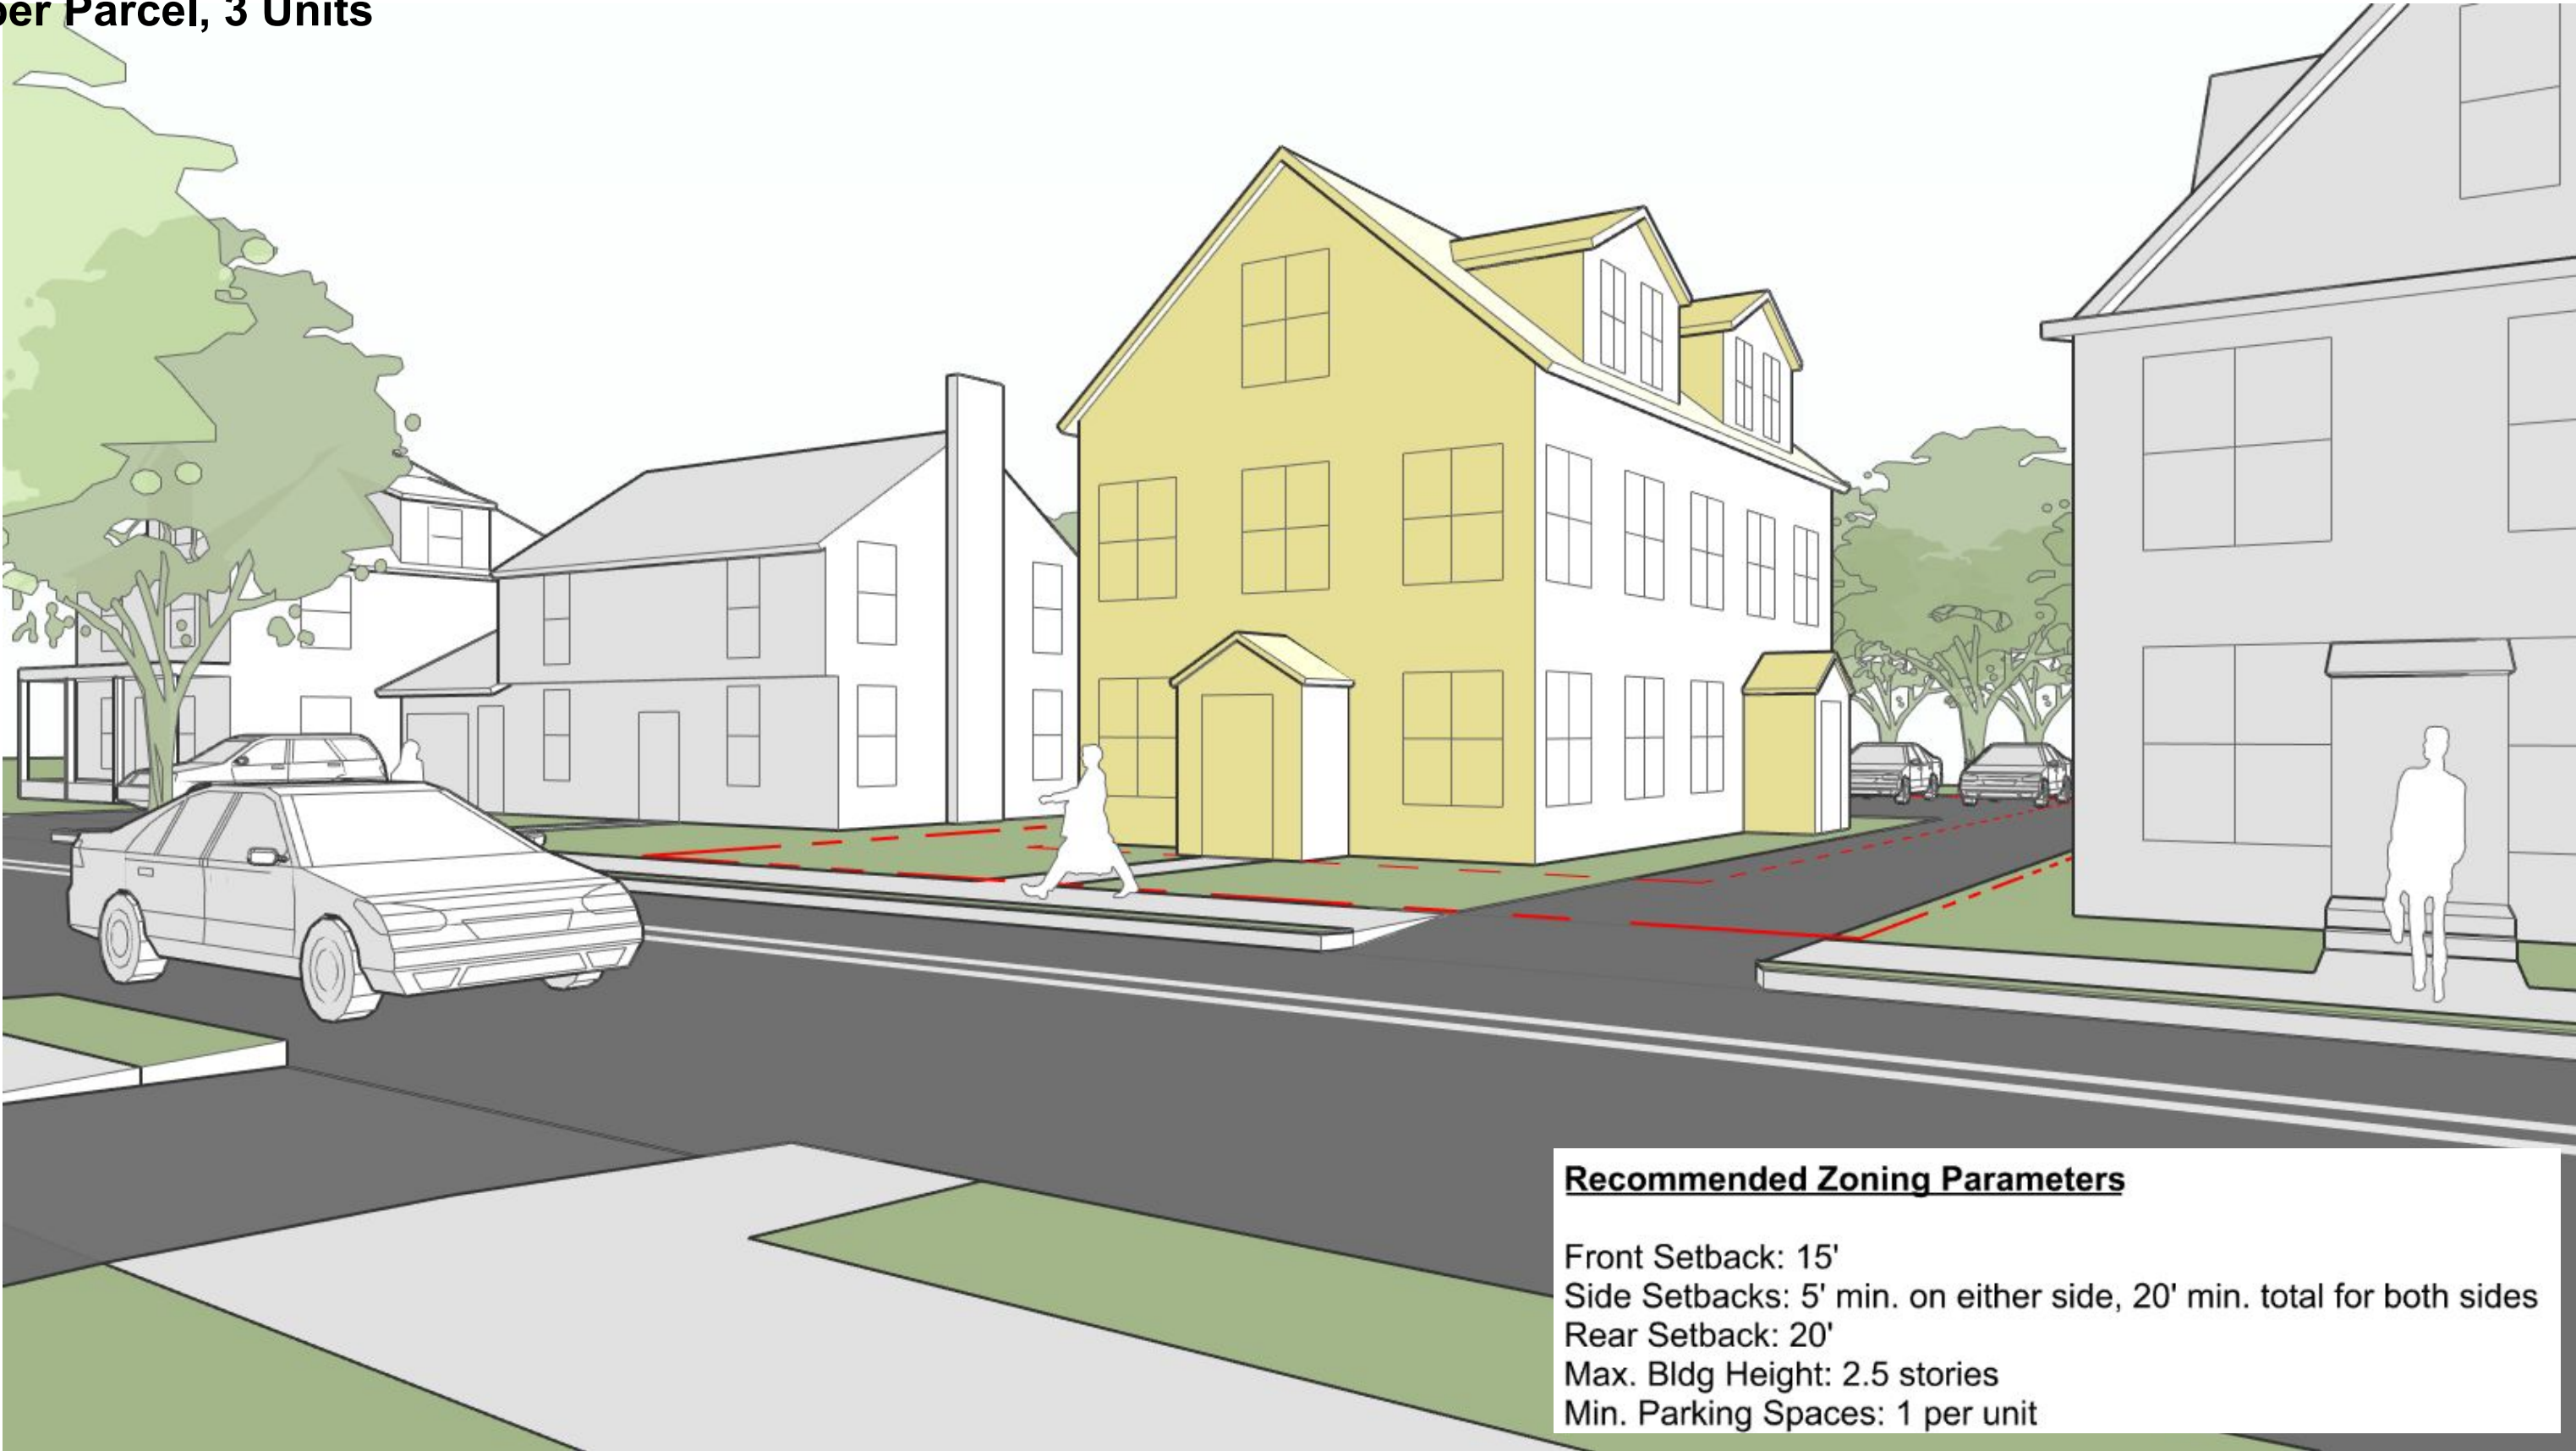 per Parcel, 3 Units
Recommended Zoning Parameters
Front Setback: 15'
Side Setbacks: 5' min. on either side, 20' min. total for both sides
Rear Setback: 20'
Max. Bldg Height: 2.5 stories
Min. Parking Spaces: 1 per unit